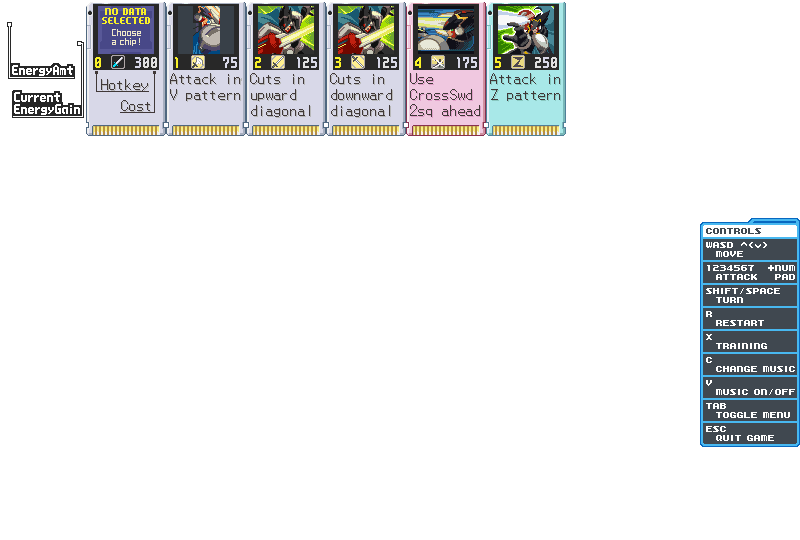 EnergyAmt
Current
EnergyGain
NO DATA
SELECTED
Choose
a chip!
0 300
Hotkey
Cost
1 75
Attack in
V pattern
2 125
Cuts in
upward
diagonal
3 125
Cuts in
downward
diagonal
4 175
Use
CrossSwd
2sq ahead
5 Z 250
Attack in
Z pattern
CONTROLS
WASD ^<v>
MOVE
1234567 +NUM
ATTACK PAD
SHIFT/SPACE
TURN
R
RESTART
X
TRAINING
C
CHANGE MUSIC
V
MUSIC ON/OFF
TAB
TOGGLE MENU
ESC
QUIT GAME